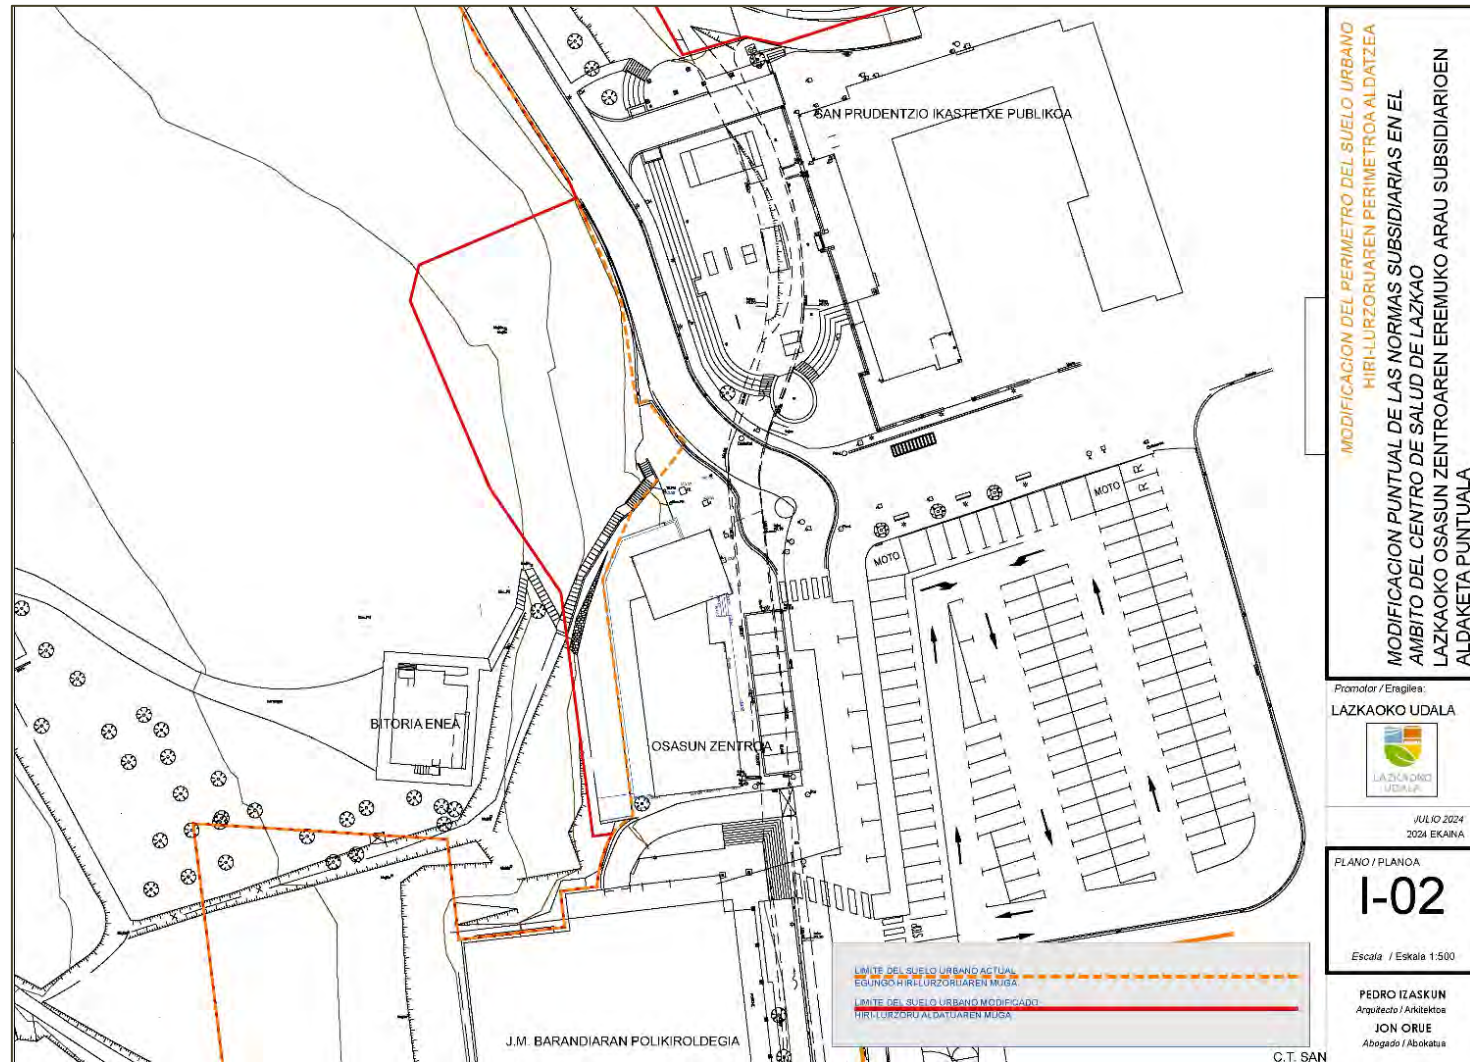 SAN PRUDENTZIO IKASTETXE PUBLIKOA
MOTO
R
R
MOTO
BITORIA ENEA
OSASUN ZENTROA
J.M. BARANDIARAN POLIKIROLDEGIA
C.T. SAN
LIMITE DEL SUELO URBANO ACTUAL
EGUNGO HIRI-LURZORUAREN MUGA
LIMITE DEL SUELO URBANO MODIFICADO
HIRI-LURZORU ALDATUAREN MUGA
MODIFICACION DEL PERIMETRO DEL SUELO URBANO
HIRI-LURZORUAREN PERIMETROA ALDATZEA
MODIFICACION PUNTUAL DE LAS NORMAS SUBSIDIARIAS EN EL
AMBITO DEL CENTRO DE SALUD DE LAZKAO
LAZKAOKO OSASUN ZENTROAREN EREMUKO ARAU SUBSIDIARIOEN
ALDAKETA PUNTUALA
Promotor / Eragilea:
LAZKAOKO UDALA
LAZKAOKO
UDALA
JULIO 2024
2024 EKAINA
PLANO / PLANOA
I-02
Escala / Eskala 1:500
PEDRO IZASKUN
Arquitecto / Arkitektoa
JON ORUE
Abogado / Abokatua